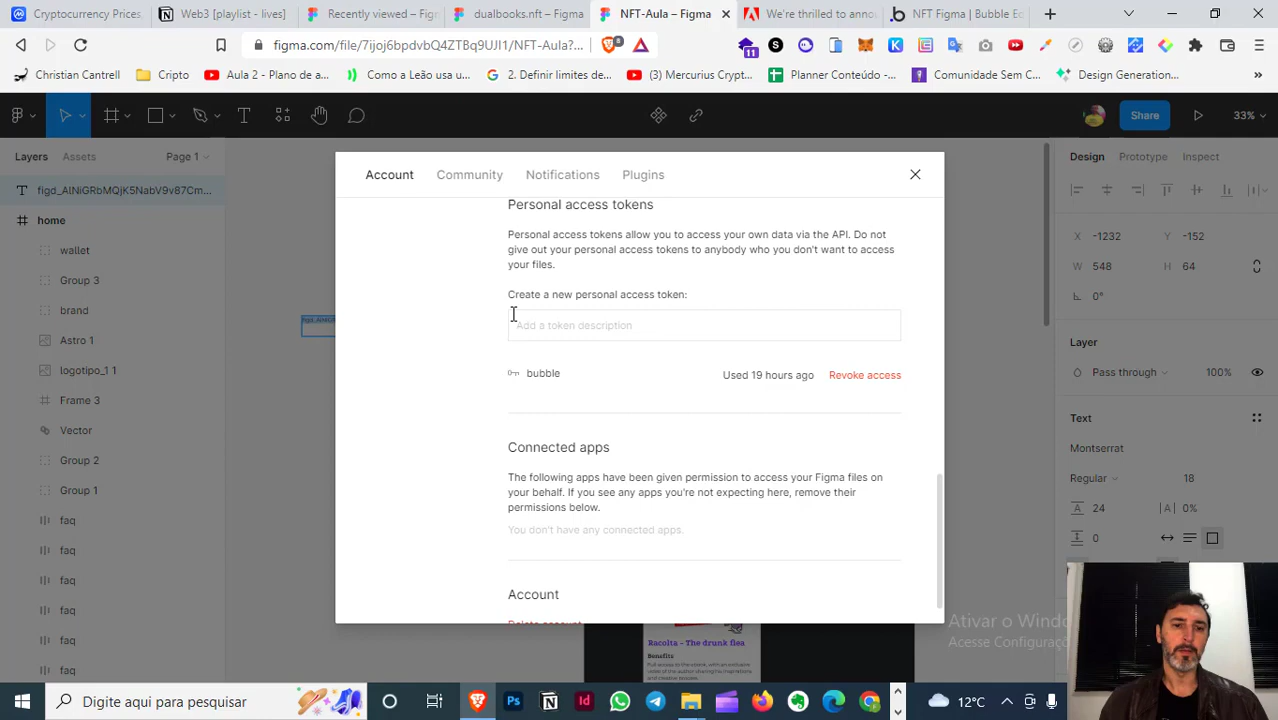 Cryptocurrency Prices
Web3 [playlist - lives]
Recently viewed – Fig
dualbooks.nft – Figma
NFT-Aula – Figma
We're thrilled to anno
NFT Figma | Bubble Ed
figma.com/file/7ijoj6bpdvbQ4ZTBq9UJI1/NFT-Aula?...
8
11
Christian Cantrell
Cripto
Aula 2 - Plano de a...
Como a Leão usa u...
2. Definir limites de...
(3) Mercurius Crypt...
Planner Conteúdo -...
Comunidade Sem C...
Design Generation...
Share
33%
Layers
Assets
Page 1
figd_AlNiGRbMQjK5NabV9v87Cm...
home
wallet
Group 3
brand
Astro 1
logotipo_1 1
Frame 3
Vector
Group 2
Group 1
faq
faq
faq
faq
faq
faq
Account
Community
Notifications
Plugins
Personal access tokens
Personal access tokens allow you to access your own data via the API. Do not
give out your personal access tokens to anybody who you don't want to access
your files.
Create a new personal access token:
Add a token description
bubble
Used 19 hours ago
Revoke access
Connected apps
The following apps have been given permission to access your Figma files on
your behalf. If you see any apps you're not expecting here, remove their
permissions below.
You don't have any connected apps.
Account
Delete account
Design
Prototype
Inspect
X -1232
Y -152
W 548
H 64
0°
Layer
Pass through
100%
Text
Montserrat
Regular
18
24
0%
0
Ativar o Windo
Acesse Configuraçõ
Racolta – The drunk flea
Benefits
Digite aqui para pesquisar
12°C